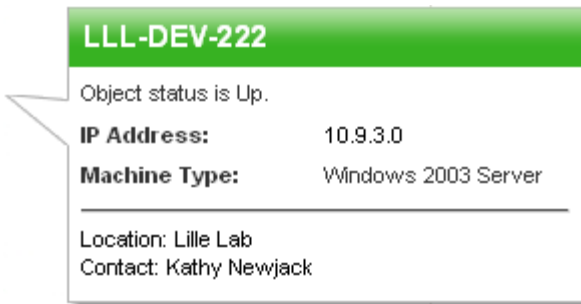 LLL-DEV-222
Object status is Up.
IP Address: 10.9.3.0
Machine Type: Windows 2003 Server
Location: Lille Lab
Contact: Kathy Newjack